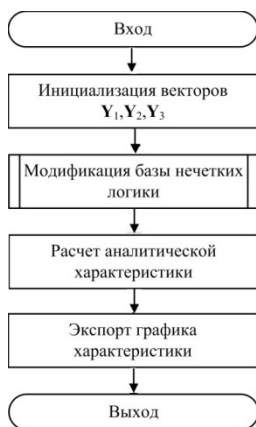 Вход
Инициализация векторов
Y₁,Y₂,Y₃
Модификация базы нечетких
логики
Расчет аналитической
характеристики
Экспорт графика
характеристики
Выход